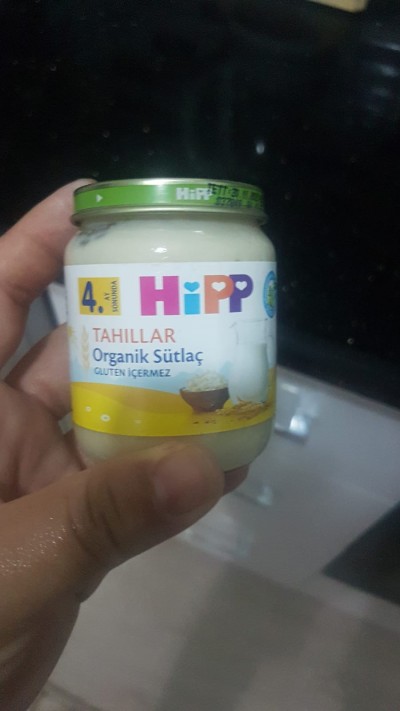 HiPP
4.
AY SONUNDA
HiPP
TAHILLAR
Organik Sütlaç
GLUTEN İÇERMEZ